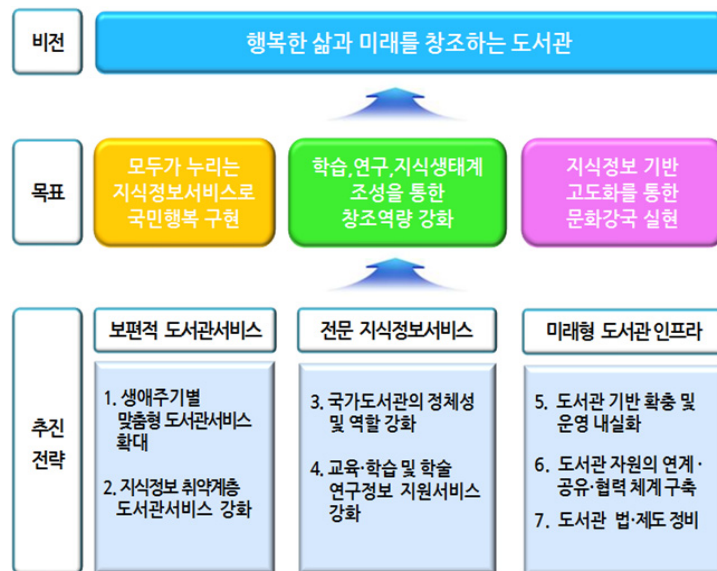 비전
행복한 삶과 미래를 창조하는 도서관
목표
모두가 누리는
지식정보서비스로
국민행복 구현
학습,연구,지식생태계
조성을 통한
창조역량 강화
지식정보 기반
고도화를 통한
문화강국 실현
추진
전략
보편적 도서관서비스
1. 생애주기별
맞춤형 도서관서비스
확대
2. 지식정보 취약계층
도서관서비스 강화
전문 지식정보서비스
3. 국가도서관의 정체성
및 역할 강화
4. 교육·학습 및 학술
연구정보 지원서비스
강화
미래형 도서관 인프라
5. 도서관 기반 확충 및
운영 내실화
6. 도서관 자원의 연계·
공유·협력 체계 구축
7. 도서관 법·제도 정비